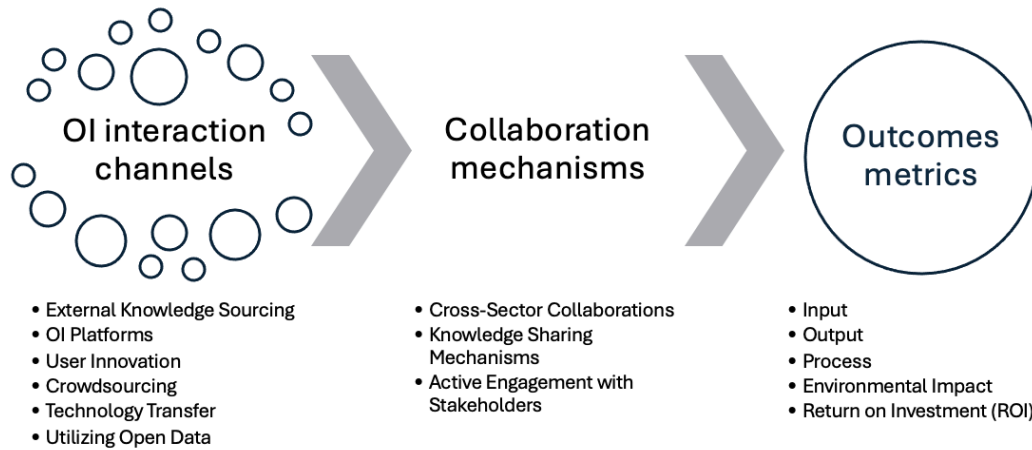 OI interaction
channels
Collaboration
mechanisms
Outcomes
metrics
• External Knowledge Sourcing
• OI Platforms
• User Innovation
• Crowdsourcing
• Technology Transfer
• Utilizing Open Data
• Cross-Sector Collaborations
• Knowledge Sharing
Mechanisms
• Active Engagement with
Stakeholders
• Input
• Output
• Process
• Environmental Impact
• Return on Investment (ROI)